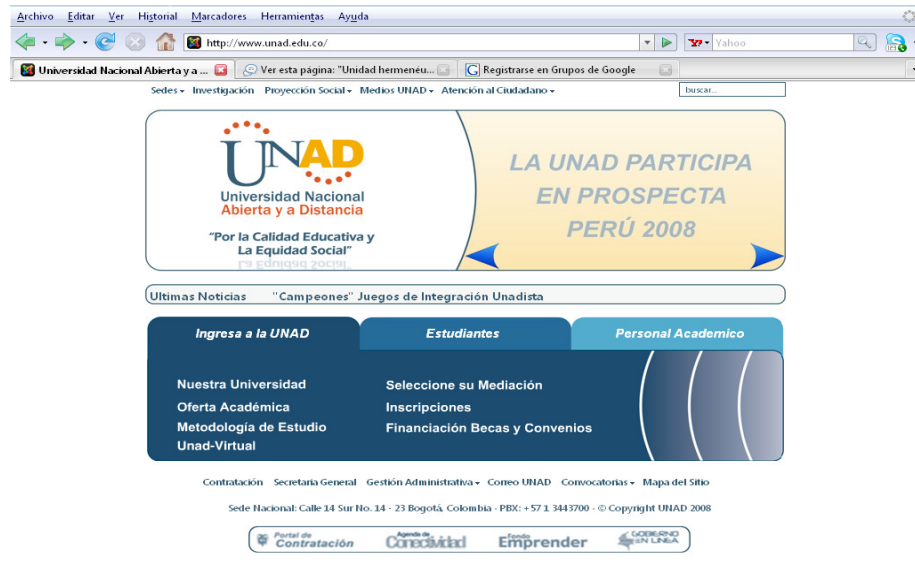 Archivo Editar Ver Historial Marcadores Herramientas Ayuda
http://www.unad.edu.co/ Yahoo
Universidad Nacional Abierta y a ... Ver esta página: "Unidad hermenéu... Registrarse en Grupos de Google
Sedes Investigación Proyección Social Medios UNAD Atención al Ciudadano buscar...
UNAD
Universidad Nacional
Abierta y a Distancia
"Por la Calidad Educativa y
La Equidad Social"
LA UNAD PARTICIPA
EN PROSPECTA
PERÚ 2008
Ultimas Noticias "Campeones" Juegos de Integración Unadista
Ingresa a la UNAD Estudiantes Personal Academico
Nuestra Universidad Seleccione su Mediación
Oferta Académica Inscripciones
Metodología de Estudio Financiación Becas y Convenios
Unad-Virtual
Contratación Secretaria General Gestión Administrativa Correo UNAD Convocatorias Mapa del Sitio
Sede Nacional: Calle 14 Sur No. 14 - 23 Bogotá, Colombia - PBX: +57 1 3443700 - © Copyright UNAD 2008
Portal de Contratación Agenda de Conectividad Fondo Emprender GOBIERNO EN LINEA